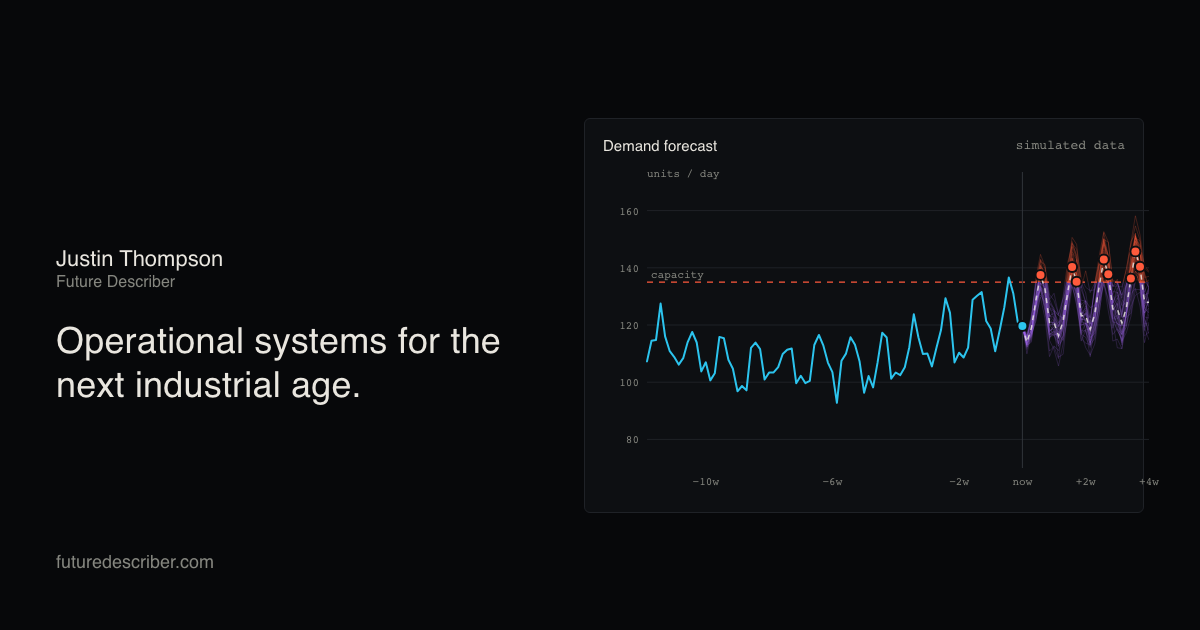 Justin Thompson
Future Describer
Operational systems for the
next industrial age.
futuredescriber.com
Demand forecast
simulated data
units / day
160
140
capacity
120
100
80
−10w
−6w
−2w
now
+2w
+4w